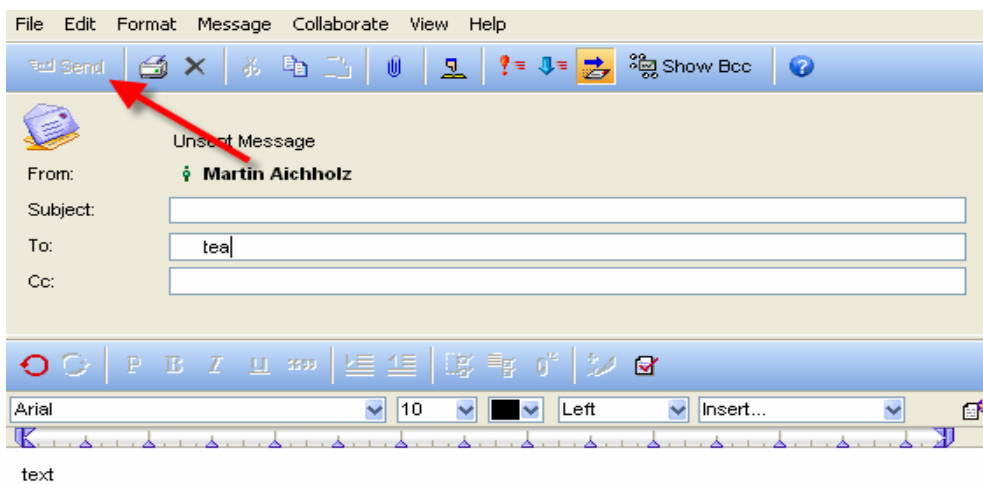 File Edit Format Message Collaborate View Help
Send Show Bcc
Unsent Message
From: Martin Aichholz
Subject:
To: tea
Cc:
P B I U
Arial 10 Left Insert...
text